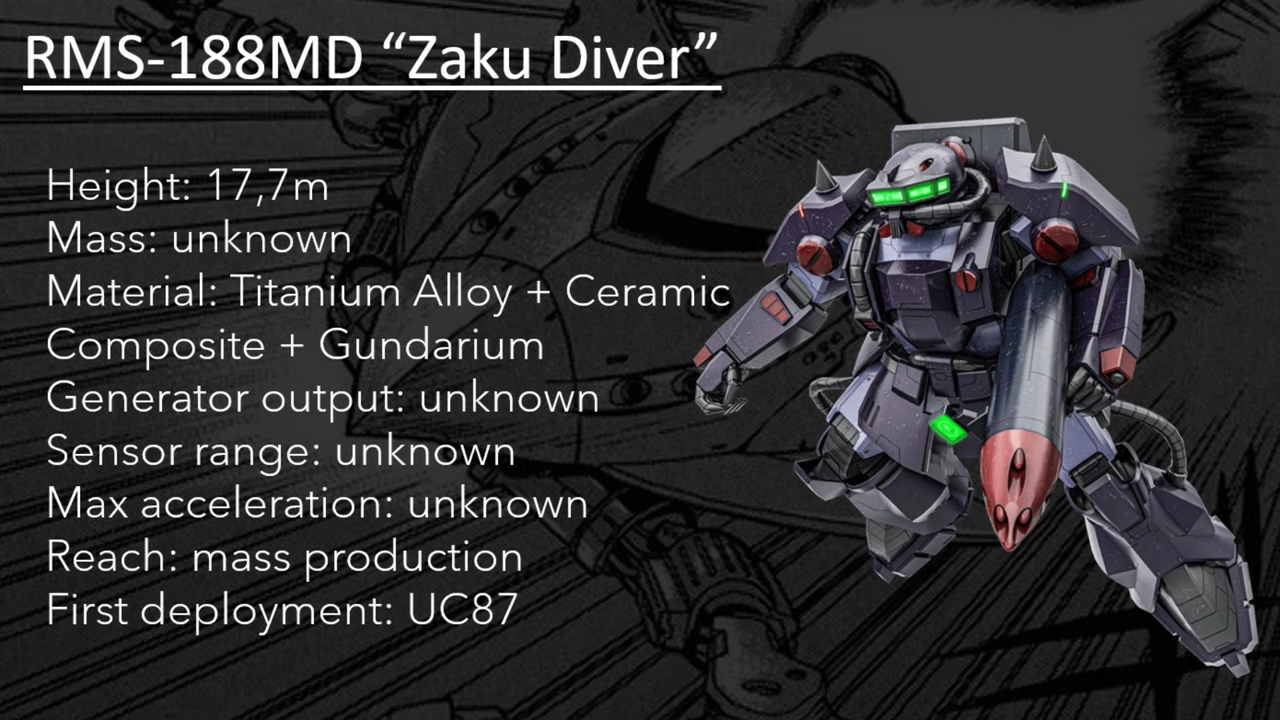 RMS-188MD “Zaku Diver”
Height: 17,7m
Mass: unknown
Material: Titanium Alloy + Ceramic
Composite + Gundarium
Generator output: unknown
Sensor range: unknown
Max acceleration: unknown
Reach: mass production
First deployment: UC87